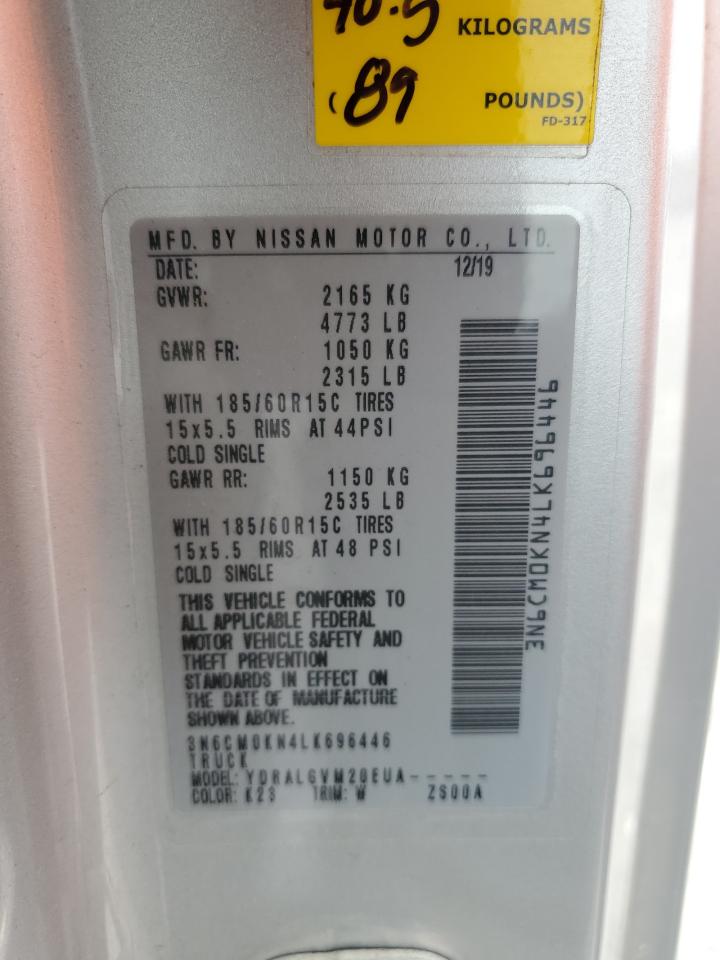 40.5 KILOGRAMS
(89 POUNDS)
FD-317
MFD. BY NISSAN MOTOR CO., LTD.
DATE: 12/19
GVWR: 2165 KG
4773 LB
GAWR FR: 1050 KG
2315 LB
WITH 185/60R15C TIRES
15x5.5 RIMS AT 44PSI
COLD SINGLE
GAWR RR: 1150 KG
2535 LB
WITH 185/60R15C TIRES
15x5.5 RIMS AT 48 PSI
COLD SINGLE
THIS VEHICLE CONFORMS TO
ALL APPLICABLE FEDERAL
MOTOR VEHICLE SAFETY AND
THEFT PREVENTION
STANDARDS IN EFFECT ON
THE DATE OF MANUFACTURE
SHOWN ABOVE.
3N6CM0KN4LK696446
TRUCK
MODEL: YDRALGVM20EUA-----
COLOR: K23 TRIM: W ZS00A
3N6CM0KN4LK696446